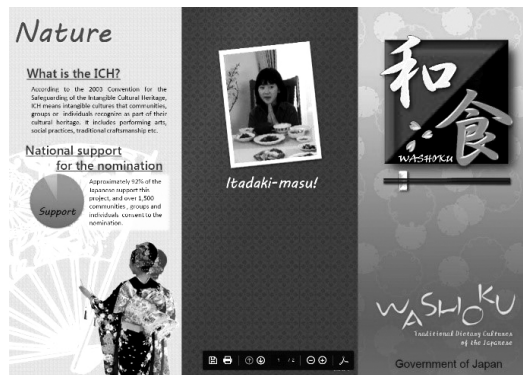 Nature
What is the ICH?
According to the 2003 Convention for the
Safeguarding of the Intangible Cultural Heritage,
ICH means intangible cultures that communities,
groups or individuals recognize as part of their
cultural heritage. It includes performing arts,
social practices, traditional craftsmanship etc.
National support
for the nomination
Support
Approximately 92% of the
Japanese support this
project, and over 1,500
communities, groups and
individuals consent to the
nomination.
Itadaki-masu!
和
食
WASHOKU
WASHOKU
Traditional Dietary Cultures
of the Japanese
Government of Japan